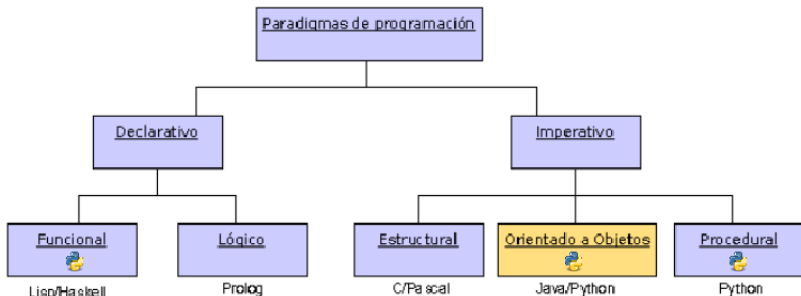 Paradigmas de programación
Declarativo
Imperativo
Funcional
Lógico
Estructural
Orientado a Objetos
Procedural
Lisp/Haskell
Prolog
C/Pascal
Java/Python
Python